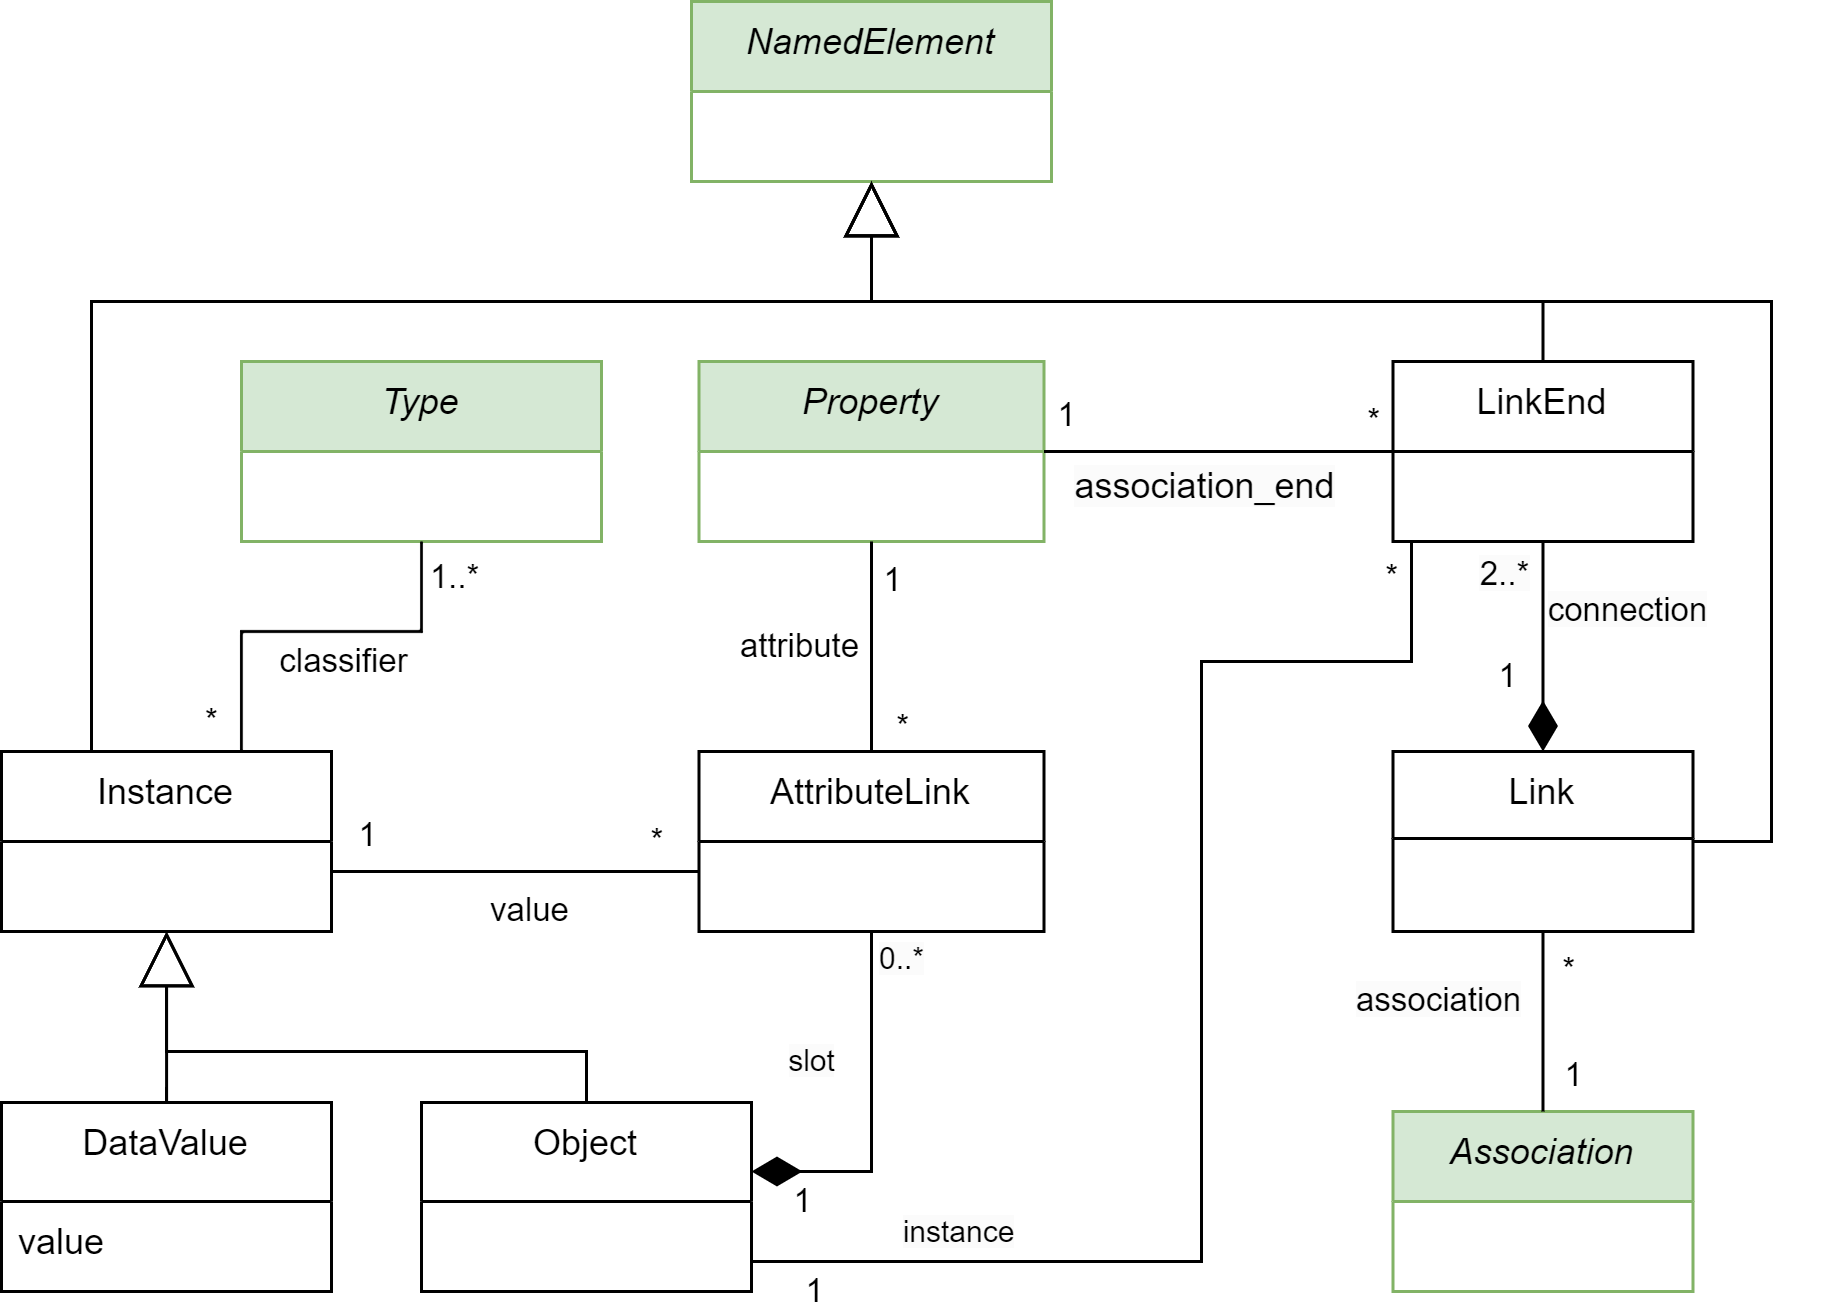 NamedElement
Type
Property
LinkEnd
1
*
association_end
1..*
classifier
*
1
attribute
*
*
2..*
connection
1
Instance
AttributeLink
Link
1
*
value
0..*
*
association
1
slot
DataValue
Object
Association
1
value
instance
1